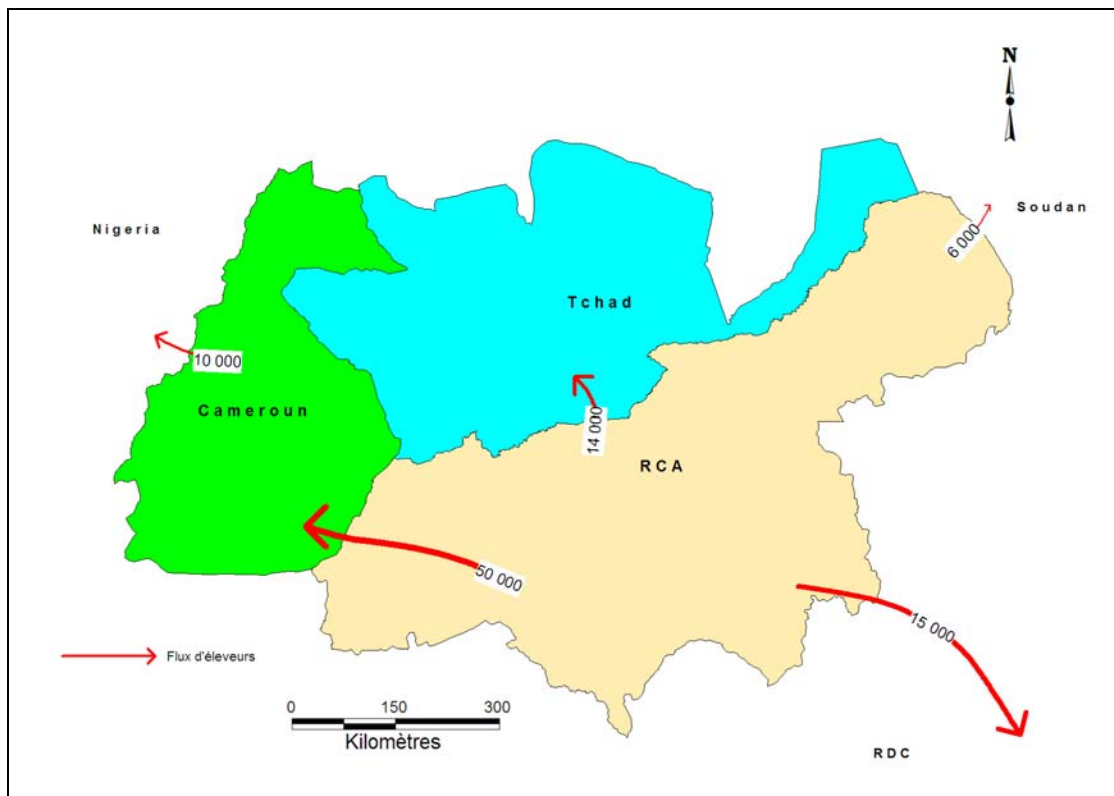 N
Soudan
Nigeria
6 000
Tchad
10 000
Cameroun
14 000
RCA
50 000
15 000
Flux d'éleveurs
0 150 300
Kilomètres
RDC